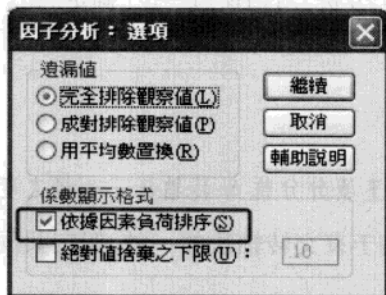 因子分析：選項
遺漏值
完全排除觀察值(L)
成對排除觀察值(P)
用平均數置換(R)
繼續
取消
輔助說明
係數顯示格式
依據因素負荷排序(S)
絕對值捨棄之下限(U)：
.10